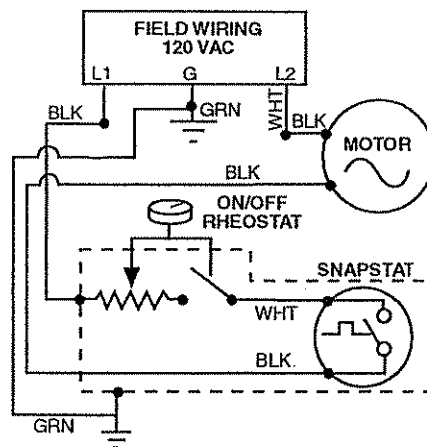 FIELD WIRING
120 VAC
L1 G L2
BLK
GRN
WHT
BLK
MOTOR
BLK
ON/OFF
RHEOSTAT
SNAPSTAT
WHT
BLK.
GRN